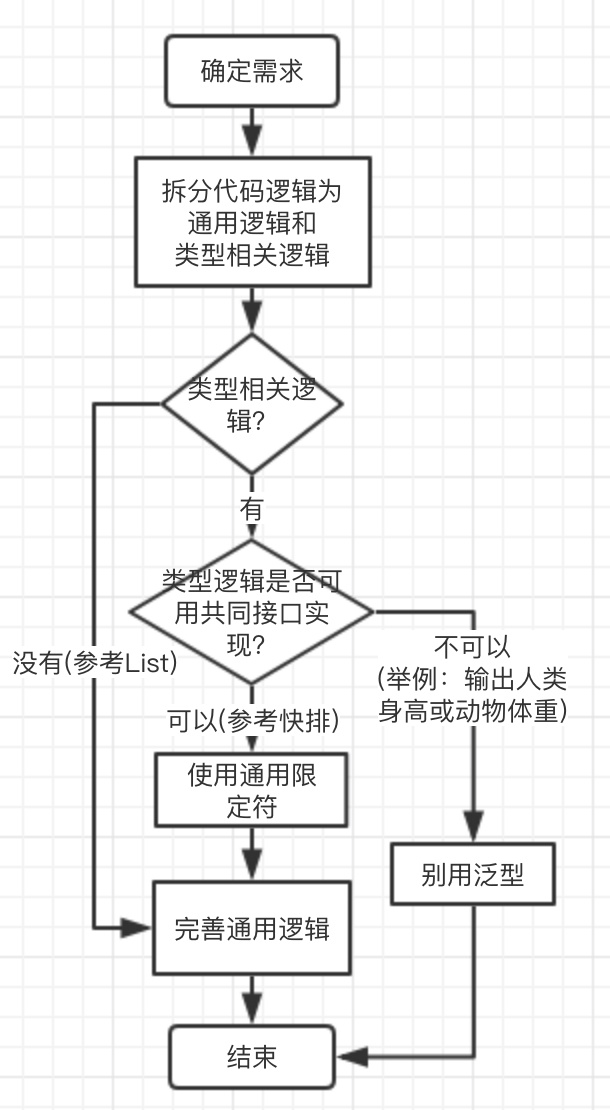 确定需求
拆分代码逻辑为
通用逻辑和
类型相关逻辑
类型相关逻
辑?
有
类型逻辑是否可
用共同接口实
现?
没有(参考List)
不可以
(举例：输出人类
身高或动物体重)
可以(参考快排)
使用通用限
定符
别用泛型
完善通用逻辑
结束